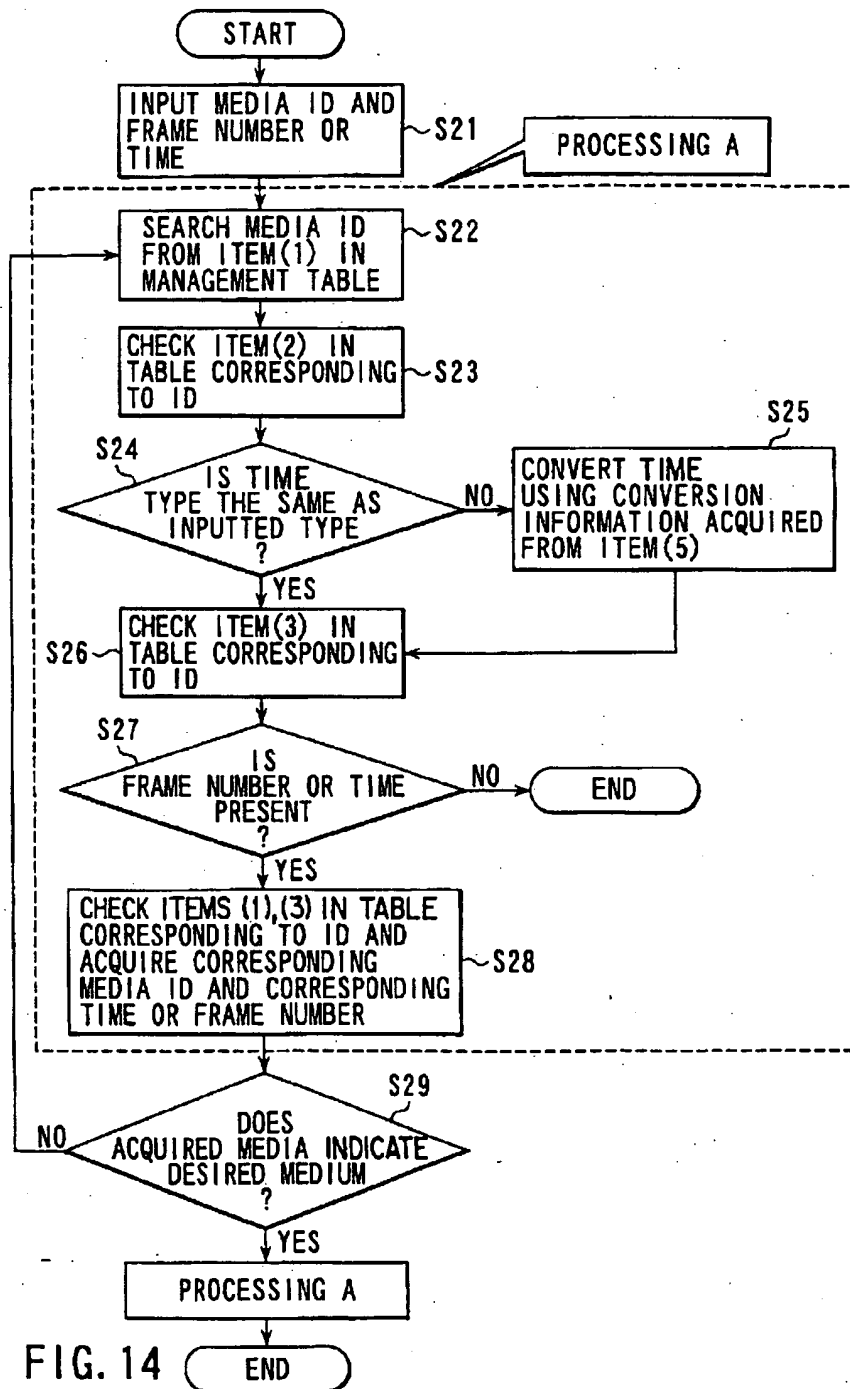 START
INPUT MEDIA ID AND
FRAME NUMBER OR
TIME
S21
PROCESSING A
SEARCH MEDIA ID
FROM ITEM(1) IN
MANAGEMENT TABLE
S22
CHECK ITEM(2) IN
TABLE CORRESPONDING
TO ID
S23
S24
IS TIME
TYPE THE SAME AS
INPUTTED TYPE
?
NO
S25
CONVERT TIME
USING CONVERSION
INFORMATION ACQUIRED
FROM ITEM(5)
YES
S26
CHECK ITEM(3) IN
TABLE CORRESPONDING
TO ID
S27
IS
FRAME NUMBER OR TIME
PRESENT
?
NO
END
YES
CHECK ITEMS (1),(3) IN TABLE
CORRESPONDING TO ID AND
ACQUIRE CORRESPONDING
MEDIA ID AND CORRESPONDING
TIME OR FRAME NUMBER
S28
S29
DOES
ACQUIRED MEDIA INDICATE
DESIRED MEDIUM
?
NO
YES
PROCESSING A
END
FIG. 14